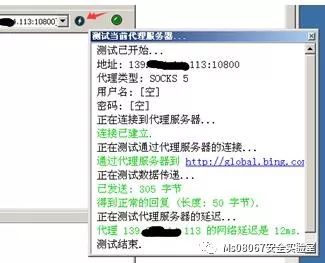 .113:10800
测试当前代理服务器...
测试已开始...
地址: 139 113:10800
代理类型: SOCKS 5
用户名: [空]
密码: [空]
正在连接到代理服务器...
连接已建立.
正在测试通过代理服务器的连接...
通过代理服务器到 http://global.bing.com
正在测试数据传递...
已发送: 305 字节
得到正常的回复 (长度: 50 字节).
正在测试代理服务器的延迟...
代理 139. 113 的网络延迟是 12ms.
测试结束.
Ms08067安全实验室